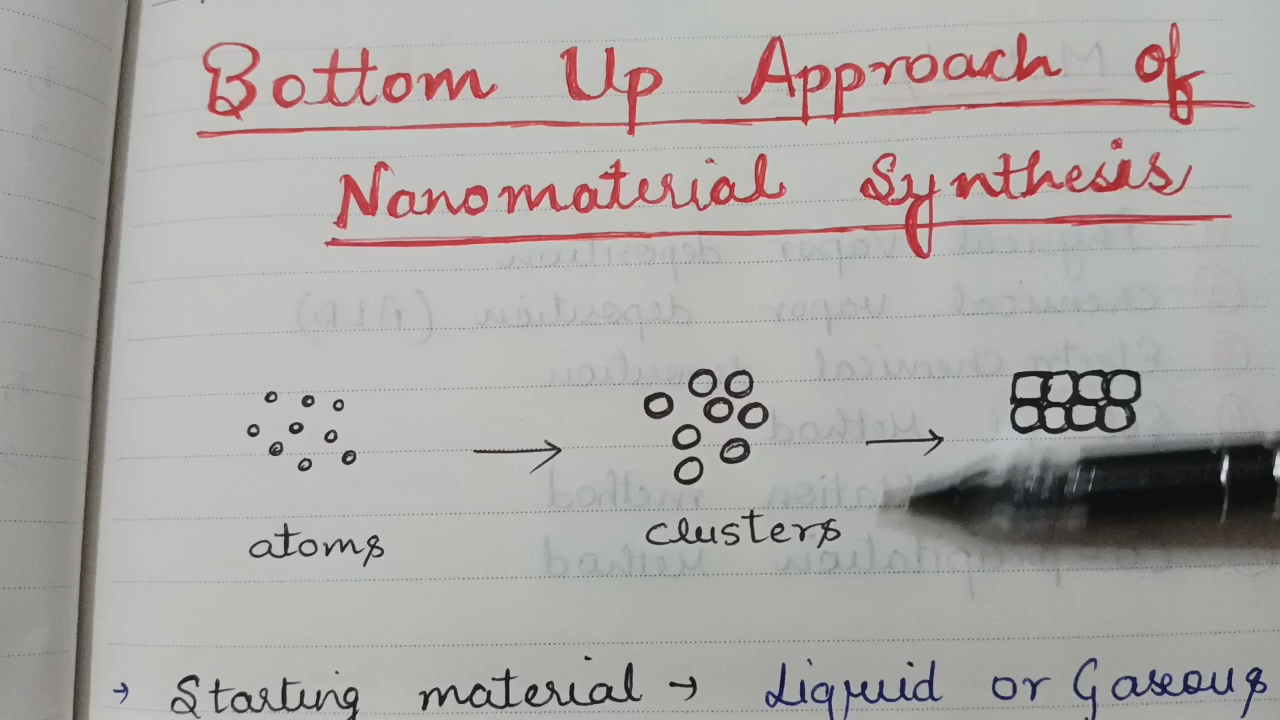 Bottom Up Approach of
Nanomaterial Synthesis
atoms → clusters →
→ Starting material → Liquid or Gaseous